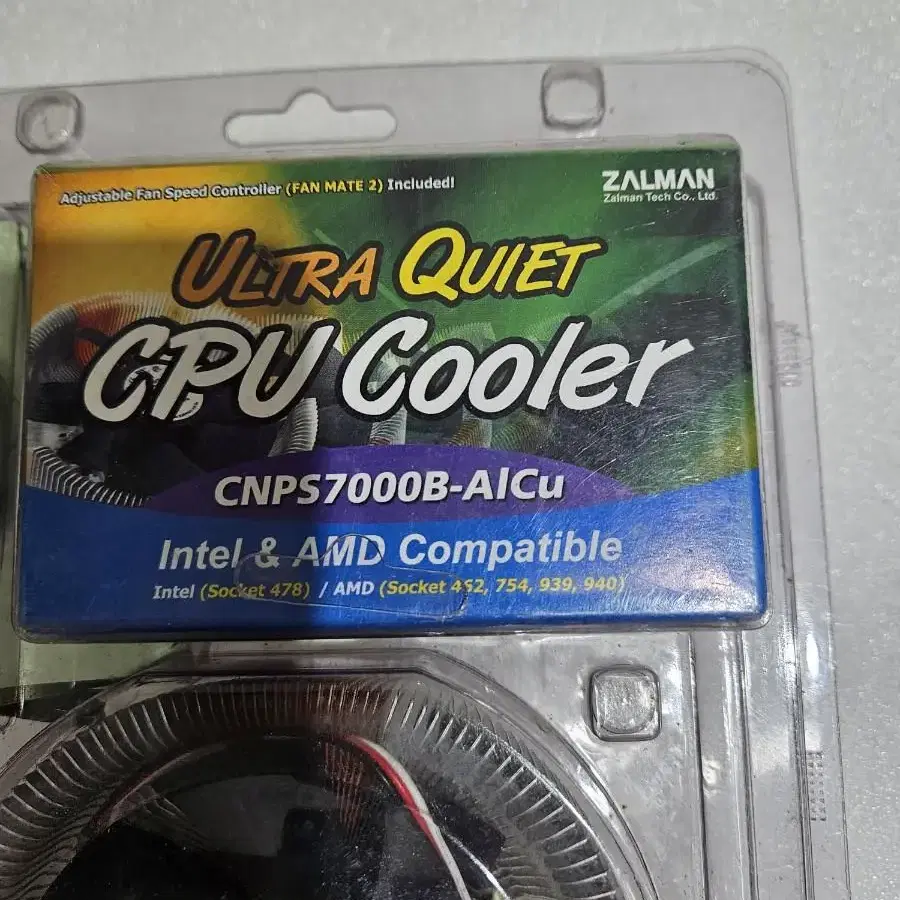 Adjustable Fan Speed Controller (FAN MATE 2) Included!
ZALMAN
Zalman Tech Co., Ltd.
ULTRA QUIET
CPU Cooler
CNPS7000B-AlCu
Intel & AMD Compatible
Intel (Socket 478) / AMD (Socket 462, 754, 939, 940)